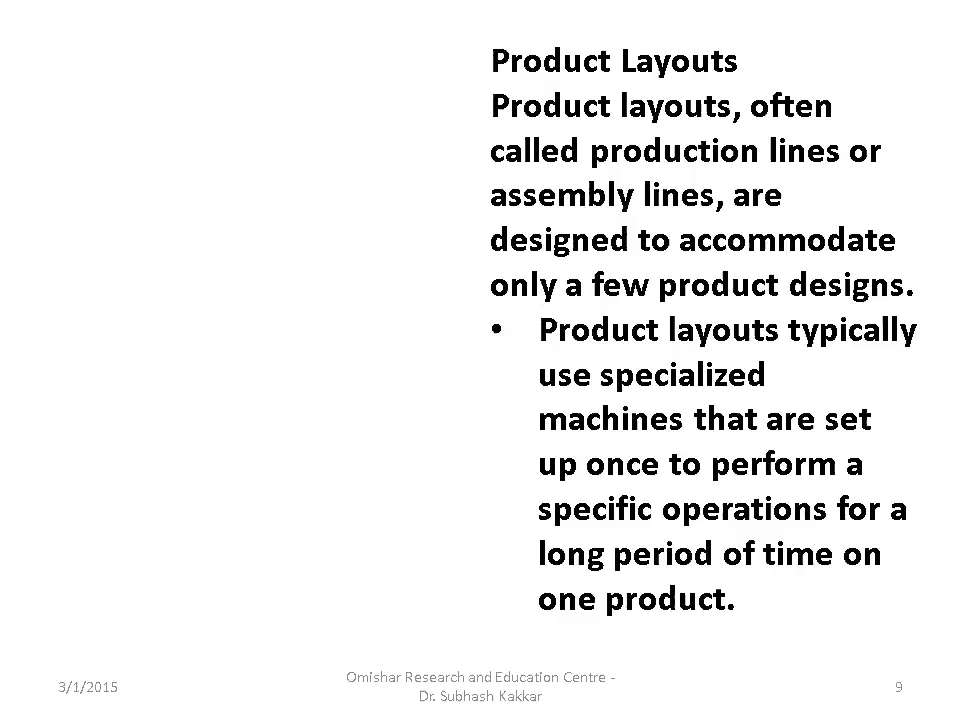 Product Layouts
Product layouts, often
called production lines or
assembly lines, are
designed to accommodate
only a few product designs.
• Product layouts typically
use specialized
machines that are set
up once to perform a
specific operations for a
long period of time on
one product.
3/1/2015
Omishar Research and Education Centre -
Dr. Subhash Kakkar
9